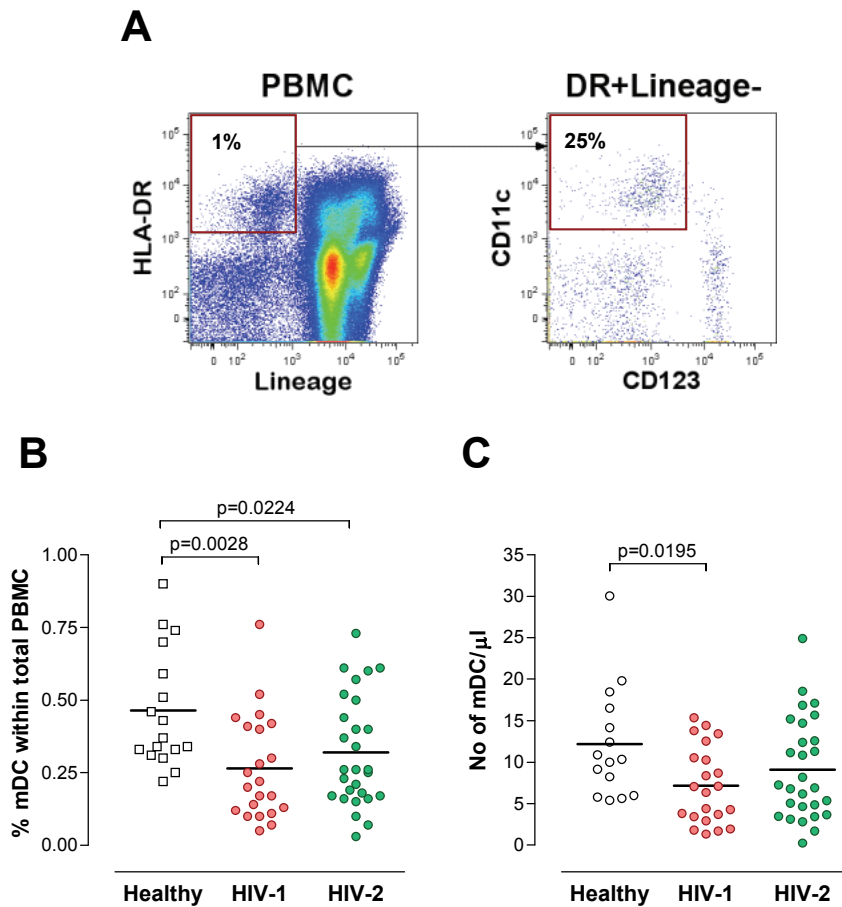 A
PBMC
DR+Lineage-
1%
25%
HLA-DR
10⁵
10⁴
10³
10²
0
0 10² 10³ 10⁴ 10⁵
Lineage
CD11c
10⁵
10⁴
10³
10²
0
0 10² 10³ 10⁴ 10⁵
CD123
B
p=0.0224
p=0.0028
% mDC within total PBMC
1.00
0.75
0.50
0.25
0.00
Healthy HIV-1 HIV-2
C
p=0.0195
No of mDC/μl
35
30
25
20
15
10
5
0
Healthy HIV-1 HIV-2